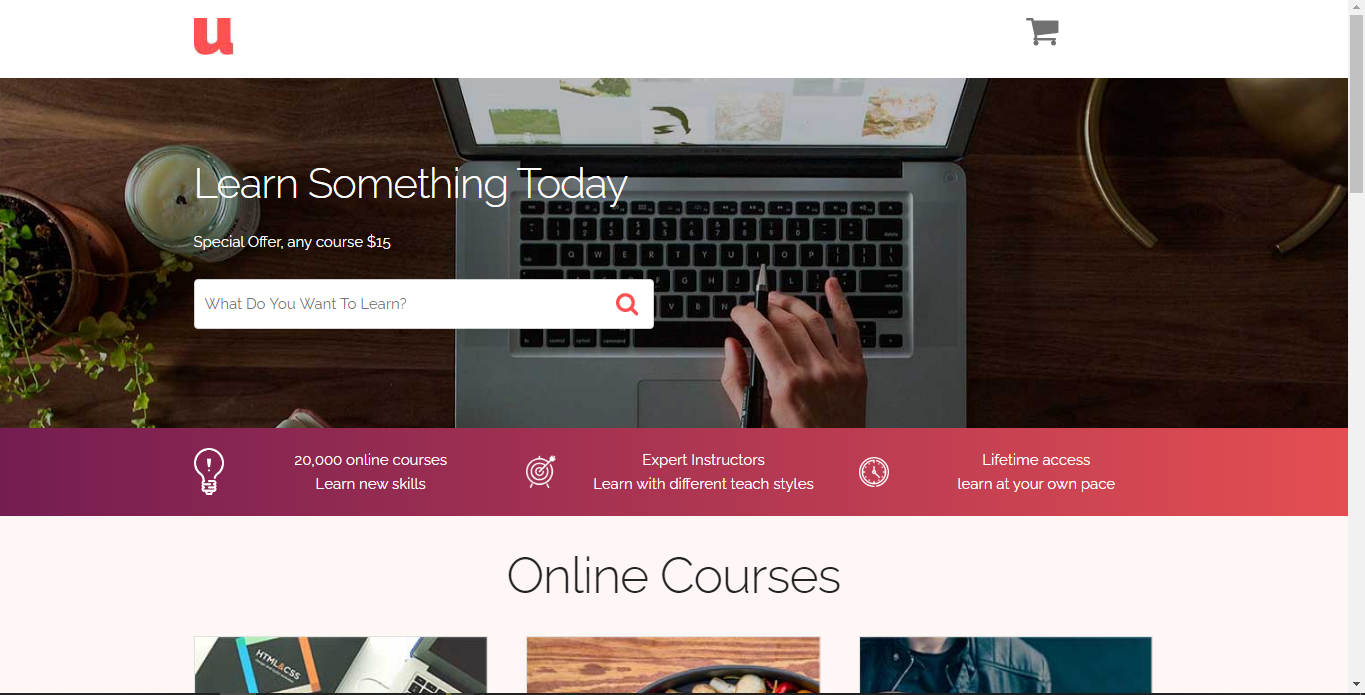 u
Learn Something Today
Special Offer, any course $15
What Do You Want To Learn?
20,000 online courses
Learn new skills
Expert Instructors
Learn with different teach styles
Lifetime access
learn at your own pace
Online Courses
HTML&CSS